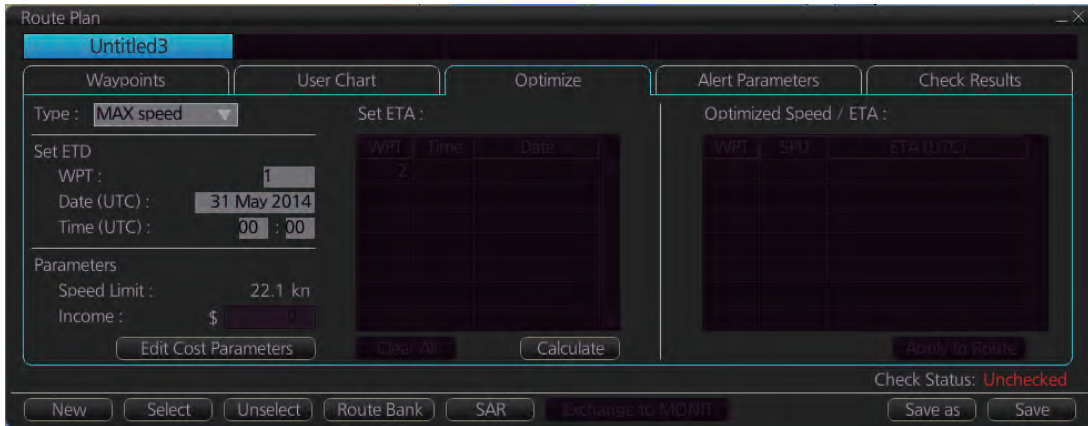 Route Plan
Untitled3
Waypoints
User Chart
Optimize
Alert Parameters
Check Results
Type : MAX speed
Set ETD
WPT : 1
Date (UTC) : 31 May 2014
Time (UTC) : 00 : 00
Parameters
Speed Limit : 22.1 kn
Income : $ 0
Edit Cost Parameters
Set ETA :
WPT Time Date
2
Clear All
Calculate
Optimized Speed / ETA :
WPT SPD ETA (UTC)
Apply to Route
Check Status: Unchecked
New Select Unselect Route Bank SAR Exchange to MONIT. Save as Save